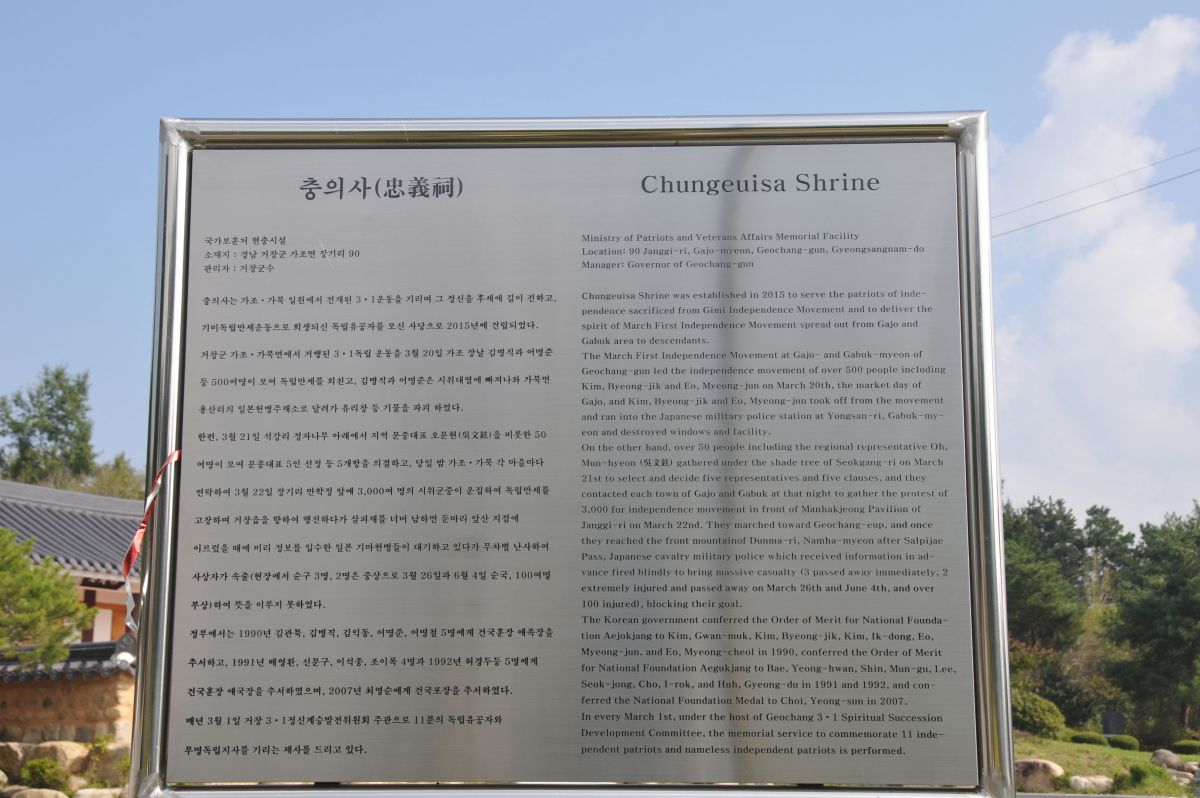 충의사(忠義祠)
국가보훈처 현충시설
소재지 : 경남 거창군 가조면 장기리 90
관리자 : 거창군수
충의사는 가조·가북 일원에서 전개된 3·1운동을 기리며 그 정신을 후세에 길이 전하고,
기미독립만세운동으로 희생되신 독립유공자를 모신 사당으로 2015년에 건립되었다.
거창군 가조·가북면에서 거행된 3·1독립 운동은 3월 20일 가조 장날 김병직과 어명준
등 500여명이 모여 독립만세를 외친고, 김병직과 어명준은 시위대열에 빠져나와 가북면
용산리의 일본헌병주재소로 달려가 유리창 등 기물을 파괴 하였다.
한편, 3월 21일 석강리 정자나무 아래에서 지역 문중대표 오문현(吳文鉉)을 비롯한 50
여명이 모여 문중대표 5인 선정 등 5개항을 의결하고, 당일 밤 가조·가북 각 마을마다
연락하여 3월 22일 장기리 만학정 앞에 3,000여 명의 시위군중이 운집하여 독립만세를
고창하며 거창읍을 향하여 행진하다가 살피재를 너머 남하면 둔마리 앞산 지점에
이르렀을 때에 미리 정보를 입수한 일본 기마헌병들이 대기하고 있다가 무차별 난사하여
사상자가 속출(현장에서 순구 3명, 2명은 중상으로 3월 26일과 6월 4일 순국, 100여명
부상)하여 뜻을 이루지 못하였다.
정부에서는 1990년 김관묵, 김병직, 김익동, 어명준, 어명철 5명에게 건국훈장 애족장을
추서하고, 1991년 배영환, 신문구, 이석종, 조이록 4명과 1992년 허경두등 5명에게
건국훈장 애국장을 추서하였으며, 2007년 최영순에게 건국포장을 추서하였다.
매년 3월 1일 거창 3·1정신계승발전위원회 주관으로 11분의 독립유공자와
무명독립지사를 기리는 제사를 드리고 있다.
Chungeuisa Shrine
Ministry of Patriots and Veterans Affairs Memorial Facility
Location: 90 Janggi-ri, Gajo-myeon, Geochang-gun, Gyeongsangnam-do
Manager: Governor of Geochang-gun
Chungeuisa Shrine was established in 2015 to serve the patriots of inde-
pendence sacrificed from Gimi Independence Movement and to deliver the
spirit of March First Independence Movement spread out from Gajo and
Gabuk area to descendants.
The March First Independence Movement at Gajo- and Gabuk-myeon of
Geochang-gun led the independence movement of over 500 people including
Kim, Byeong-jik and Eo, Myeong-jun on March 20th, the market day of
Gajo, and Kim, Byeong-jik and Eo, Myeong-jun took off from the movement
and ran into the Japanese military police station at Yongsan-ri, Gabuk-my-
eon and destroyed windows and facility.
On the other hand, over 50 people including the regional representative Oh,
Mun-hyeon (吳文鉉) gathered under the shade tree of Seokgang-ri on March
21st to select and decide five representatives and five clauses, and they
contacted each town of Gajo and Gabuk at that night to gather the protest of
3,000 for independence movement in front of Manhakjeong Pavilion of
Janggi-ri on March 22nd. They marched toward Geochang-eup, and once
they reached the front mountainof Dunma-ri, Namha-myeon after Salpijae
Pass, Japanese cavalry military police which received information in ad-
vance fired blindly to bring massive casualty (3 passed away immediately, 2
extremely injured and passed away on March 26th and June 4th, and over
100 injured), blocking their goal.
The Korean government conferred the Order of Merit for National Founda-
tion Aejokjang to Kim, Gwan-muk, Kim, Byeong-jik, Kim, Ik-dong, Eo,
Myeong-jun, and Eo, Myeong-cheol in 1990, conferred the Order of Merit
for National Foundation Aegukjang to Bae, Yeong-hwan, Shin, Mun-gu, Lee,
Seok-jong, Cho, I-rok, and Huh, Gyeong-du in 1991 and 1992, and con-
ferred the National Foundation Medal to Choi, Yeong-sun in 2007.
In every March 1st, under the host of Geochang 3·1 Spiritual Succession
Development Committee, the memorial service to commemorate 11 inde-
pendent patriots and nameless independent patriots is performed.